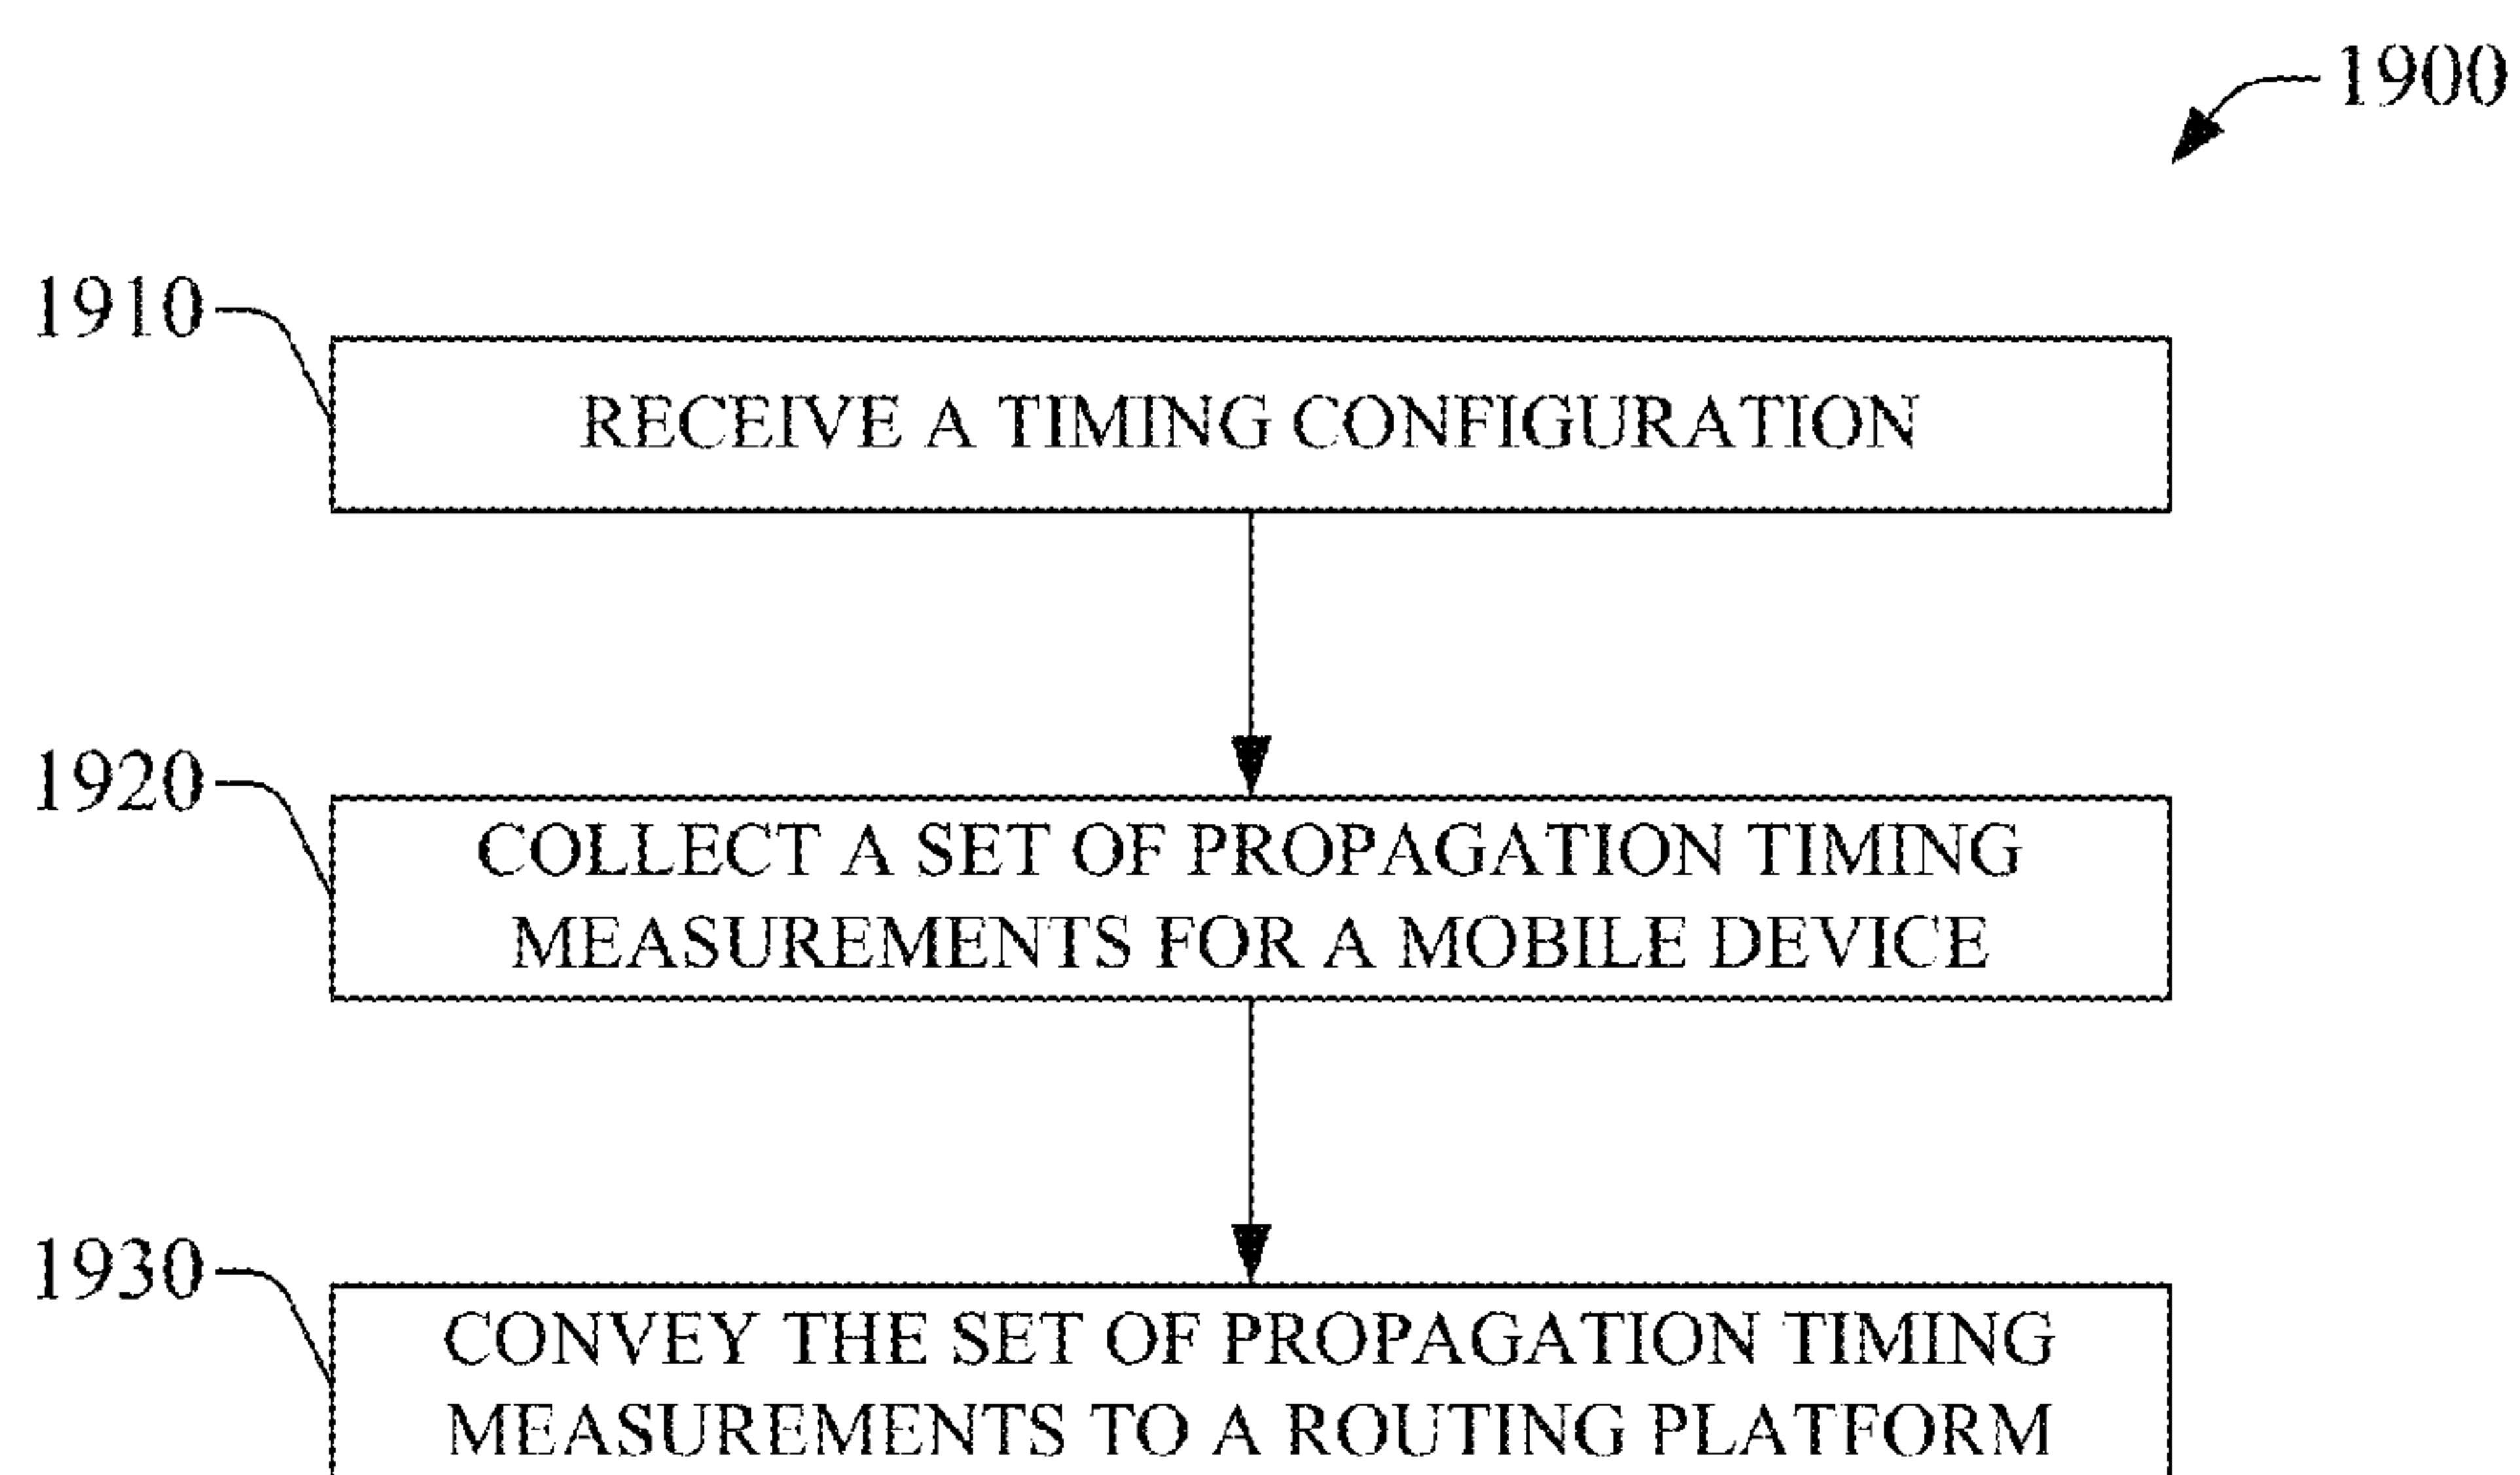 1900
1910
RECEIVE A TIMING CONFIGURATION
1920
COLLECT A SET OF PROPAGATION TIMING
MEASUREMENTS FOR A MOBILE DEVICE
1930
CONVEY THE SET OF PROPAGATION TIMING
MEASUREMENTS TO A ROUTING PLATFORM